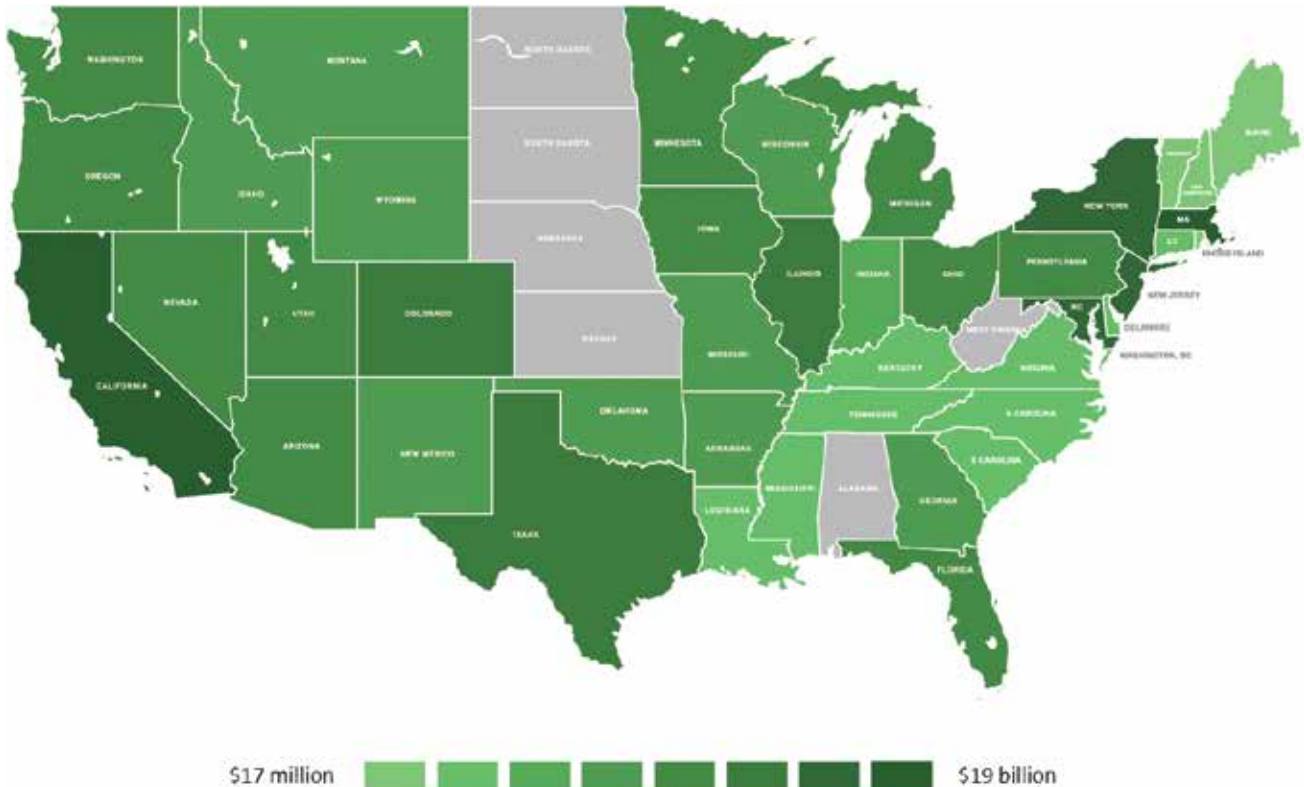 WASHINGTON
MONTANA
NORTH DAKOTA
MINNESOTA
OREGON
IDAHO
WYOMING
SOUTH DAKOTA
WISCONSIN
MICHIGAN
MAINE
NEW YORK
MA
CT
RHODE ISLAND
NEVADA
UTAH
COLORADO
NEBRASKA
IOWA
ILLINOIS
INDIANA
OHIO
PENNSYLVANIA
NEW JERSEY
DELAWARE
WASHINGTON, DC
CALIFORNIA
KANSAS
MISSOURI
KENTUCKY
WEST VIRGINIA
VIRGINIA
ARIZONA
NEW MEXICO
OKLAHOMA
ARKANSAS
TENNESSEE
N CAROLINA
S CAROLINA
TEXAS
LOUISIANA
MISSISSIPPI
ALABAMA
GEORGIA
FLORIDA
$17 million
$19 billion